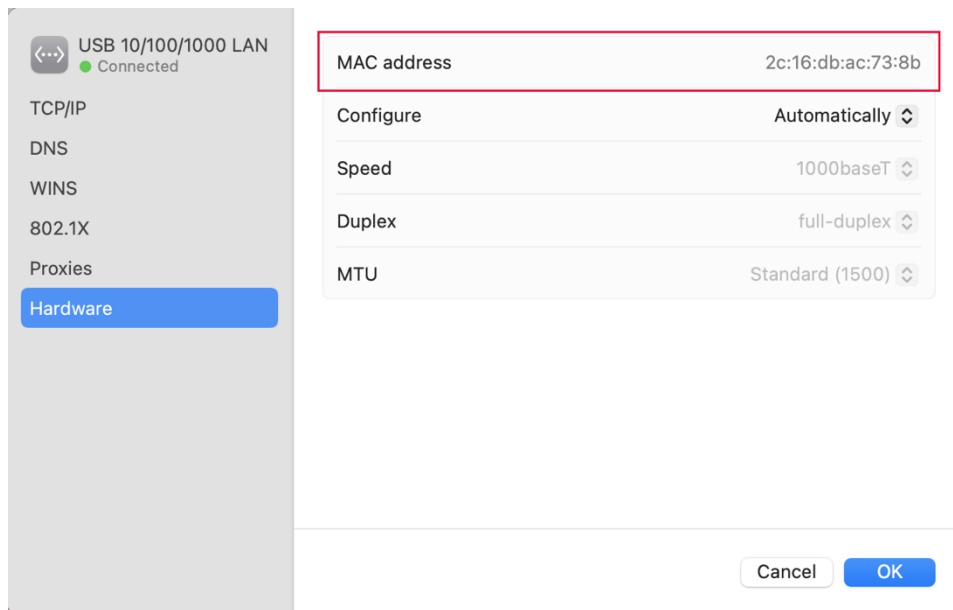 USB 10/100/1000 LAN
Connected
TCP/IP
DNS
WINS
802.1X
Proxies
Hardware
MAC address 2c:16:db:ac:73:8b
Configure Automatically
Speed 1000baseT
Duplex full-duplex
MTU Standard (1500)
Cancel OK